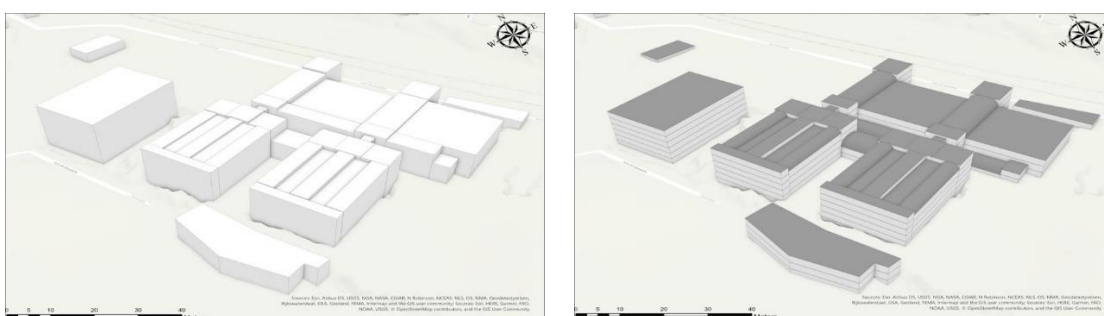 N
E
W
S
Sources: Esri, Airbus DS, USGS, NGA, NASA, CGIAR, N Robinson, NCEAS, NLS, OS, NMA, Geodatastyrelsen,
Rijkswaterstaat, GSA, Geoland, FEMA, Intermap and the GIS user community; Sources: Esri, HERE, Garmin, FAO,
NOAA, USGS, © OpenStreetMap contributors, and the GIS User Community
0 5 10 20 30 40
Meters
N
E
W
S
Sources: Esri, Airbus DS, USGS, NGA, NASA, CGIAR, N Robinson, NCEAS, NLS, OS, NMA, Geodatastyrelsen,
Rijkswaterstaat, GSA, Geoland, FEMA, Intermap and the GIS user community; Sources: Esri, HERE, Garmin, FAO,
NOAA, USGS, © OpenStreetMap contributors, and the GIS User Community
0 5 10 20 30 40
Meters